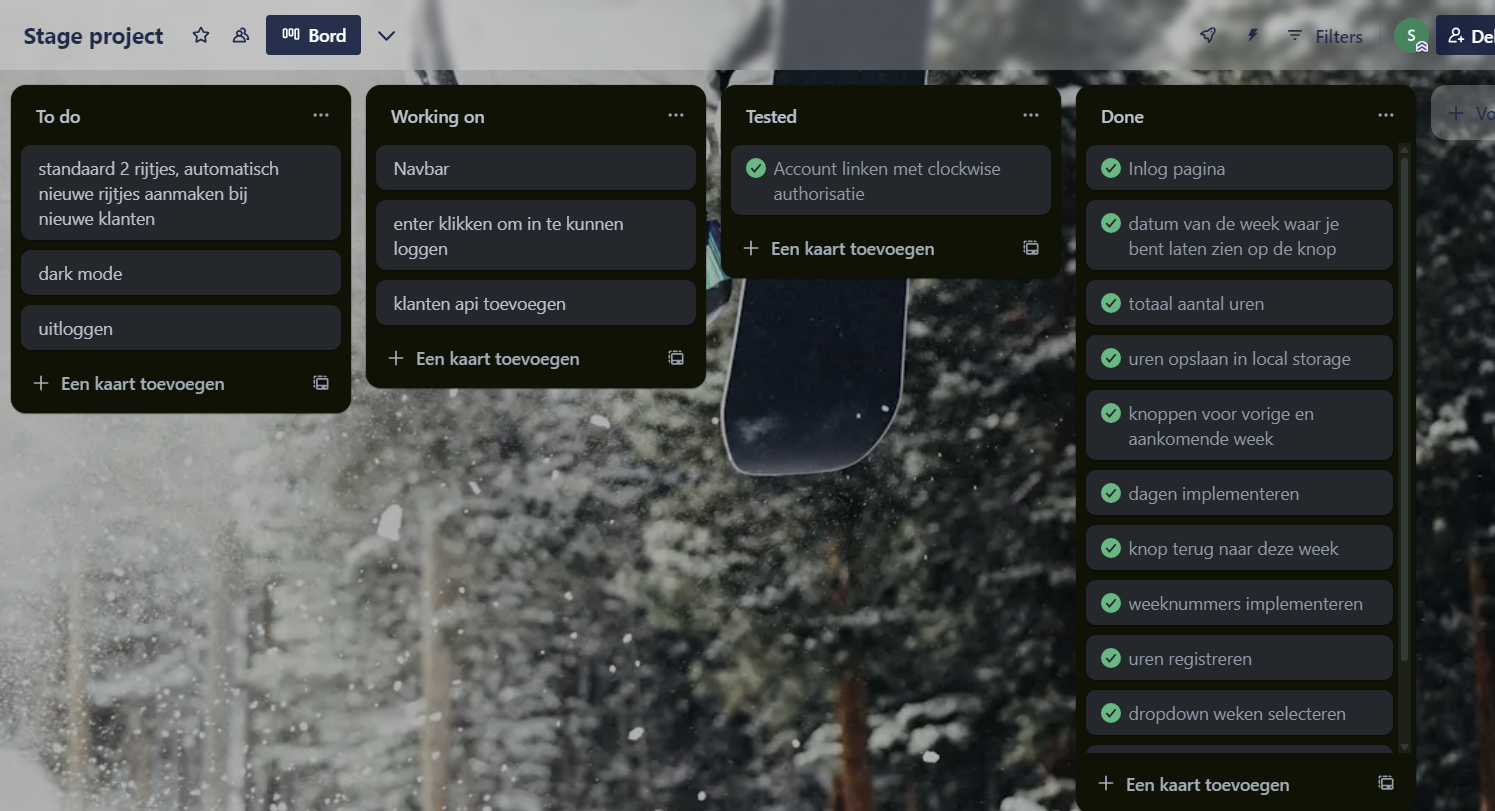 Stage project
Bord
Filters
S
To do
standaard 2 rijtjes, automatisch
nieuwe rijtjes aanmaken bij
nieuwe klanten
dark mode
uitloggen
Een kaart toevoegen
Working on
Navbar
enter klikken om in te kunnen
loggen
klanten api toevoegen
Een kaart toevoegen
Tested
Account linken met clockwise
authorisatie
Een kaart toevoegen
Done
Inlog pagina
datum van de week waar je
bent laten zien op de knop
totaal aantal uren
uren opslaan in local storage
knoppen voor vorige en
aankomende week
dagen implementeren
knop terug naar deze week
weeknummers implementeren
uren registreren
dropdown weken selecteren
Een kaart toevoegen